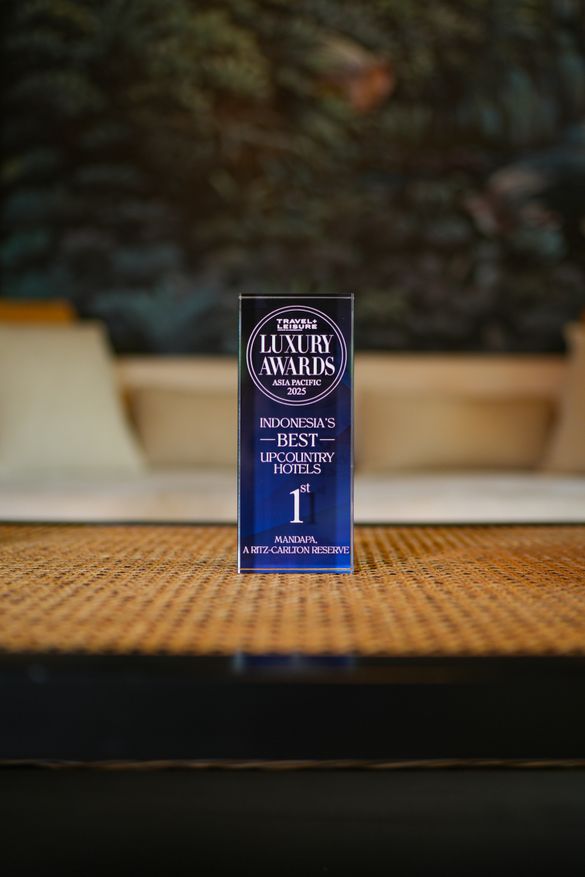 TRAVEL+
LEISURE
LUXURY
AWARDS
ASIA PACIFIC
2025
INDONESIA'S
—BEST—
UPCOUNTRY
HOTELS
1st
MANDAPA,
A RITZ-CARLTON RESERVE